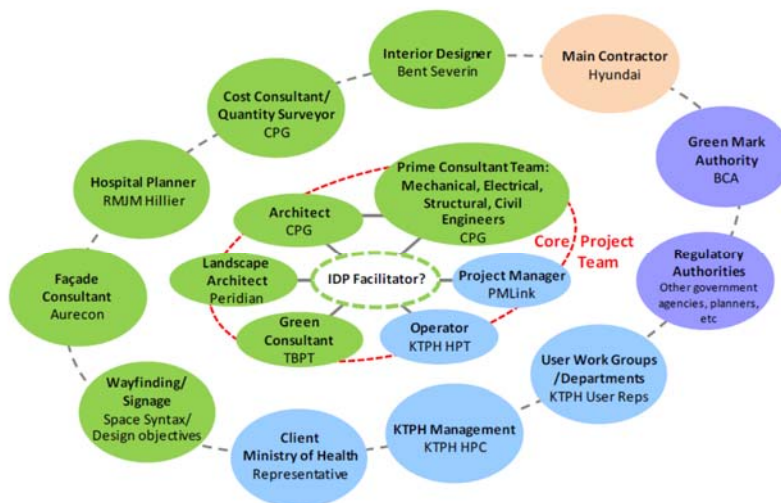 Interior Designer
Bent Severin
Main Contractor
Hyundai
Cost Consultant/
Quantity Surveyor
CPG
Green Mark
Authority
BCA
Prime Consultant Team:
Mechanical, Electrical,
Structural, Civil
Engineers
CPG
Hospital Planner
RMJM Hillier
Architect
CPG
Core Project
Team
Landscape
Architect
Peridian
IDP Facilitator?
Project Manager
PMLink
Regulatory
Authorities
Other government
agencies, planners,
etc
Façade
Consultant
Aurecon
Green
Consultant
TBPT
Operator
KTPH HPT
User Work Groups
/Departments
KTPH User Reps
Wayfinding/
Signage
Space Syntax/
Design objectives
Client
Ministry of Health
Representative
KTPH Management
KTPH HPC